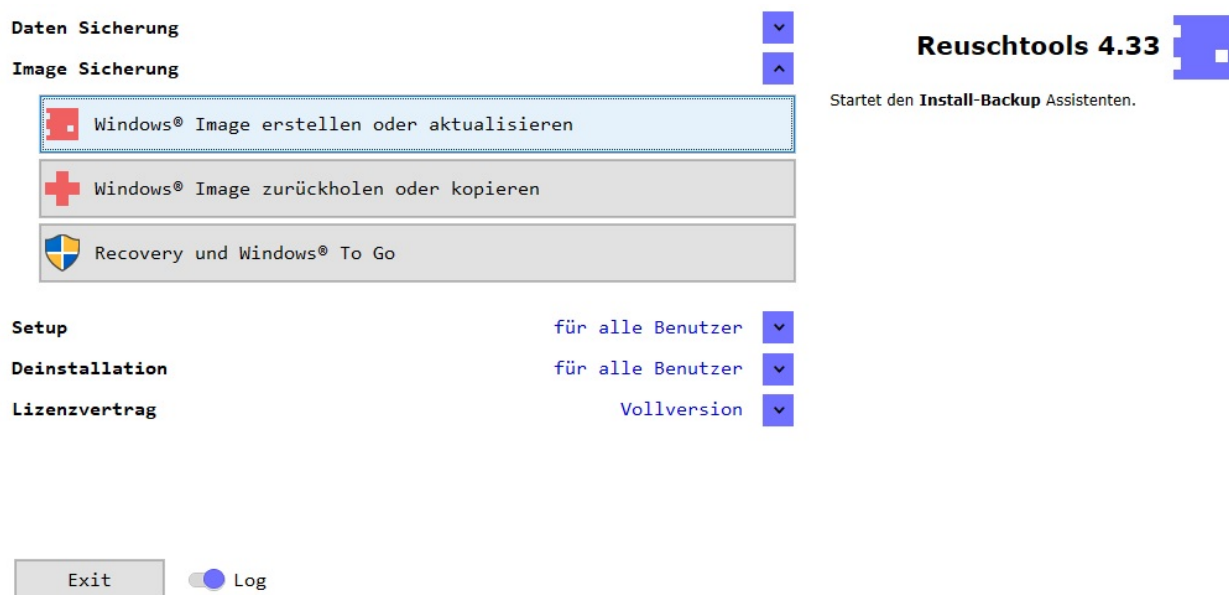 Daten Sicherung
Reuschtools 4.33
Image Sicherung
Startet den Install-Backup Assistenten.
Windows® Image erstellen oder aktualisieren
Windows® Image zurückholen oder kopieren
Recovery und Windows® To Go
Setup für alle Benutzer
Deinstallation für alle Benutzer
Lizenzvertrag Vollversion
Exit Log